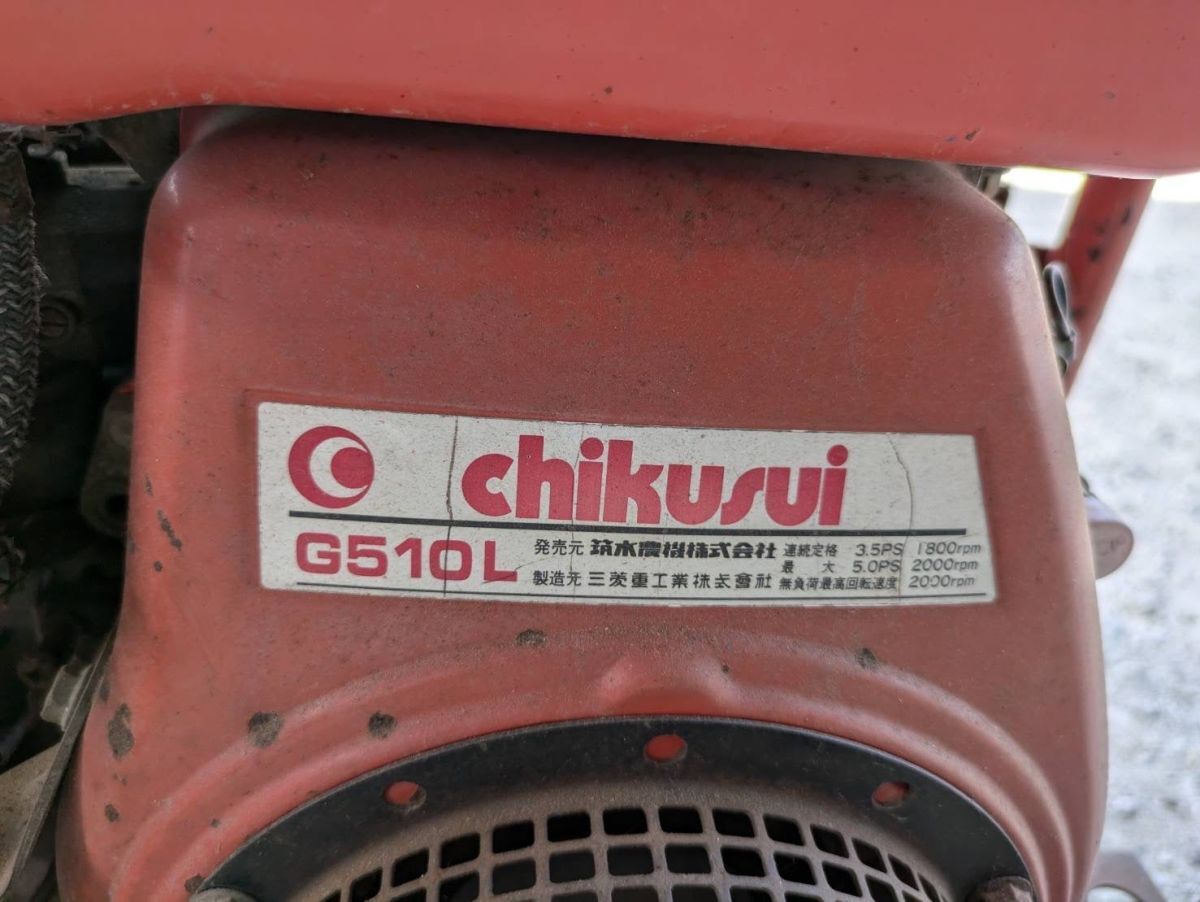 chikusui
G510L
発売元 筑水農機株式会社
製造元 三菱重工業株式會社
連続定格 3.5PS 1800rpm
最大 5.0PS 2000rpm
無負荷最高回転速度 2000rpm